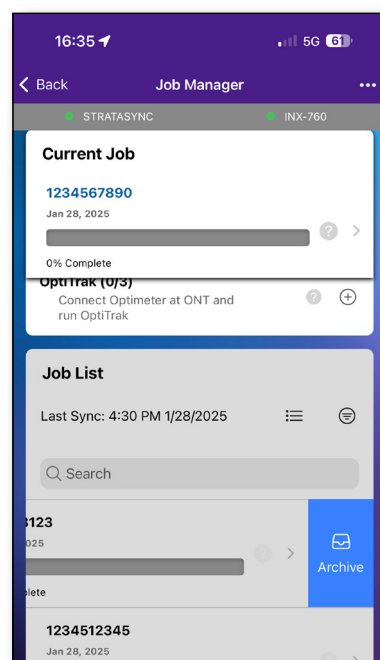 16:35
5G 61
Back Job Manager
STRATASYNC INX-760
Current Job
1234567890
Jan 28, 2025
?
0% Complete
OptiTrak (0/3)
Connect Optimeter at ONT and
run OptiTrak
?
Job List
Last Sync: 4:30 PM 1/28/2025
Search
3123
025
?
Archive
lete
1234512345
Jan 28, 2025